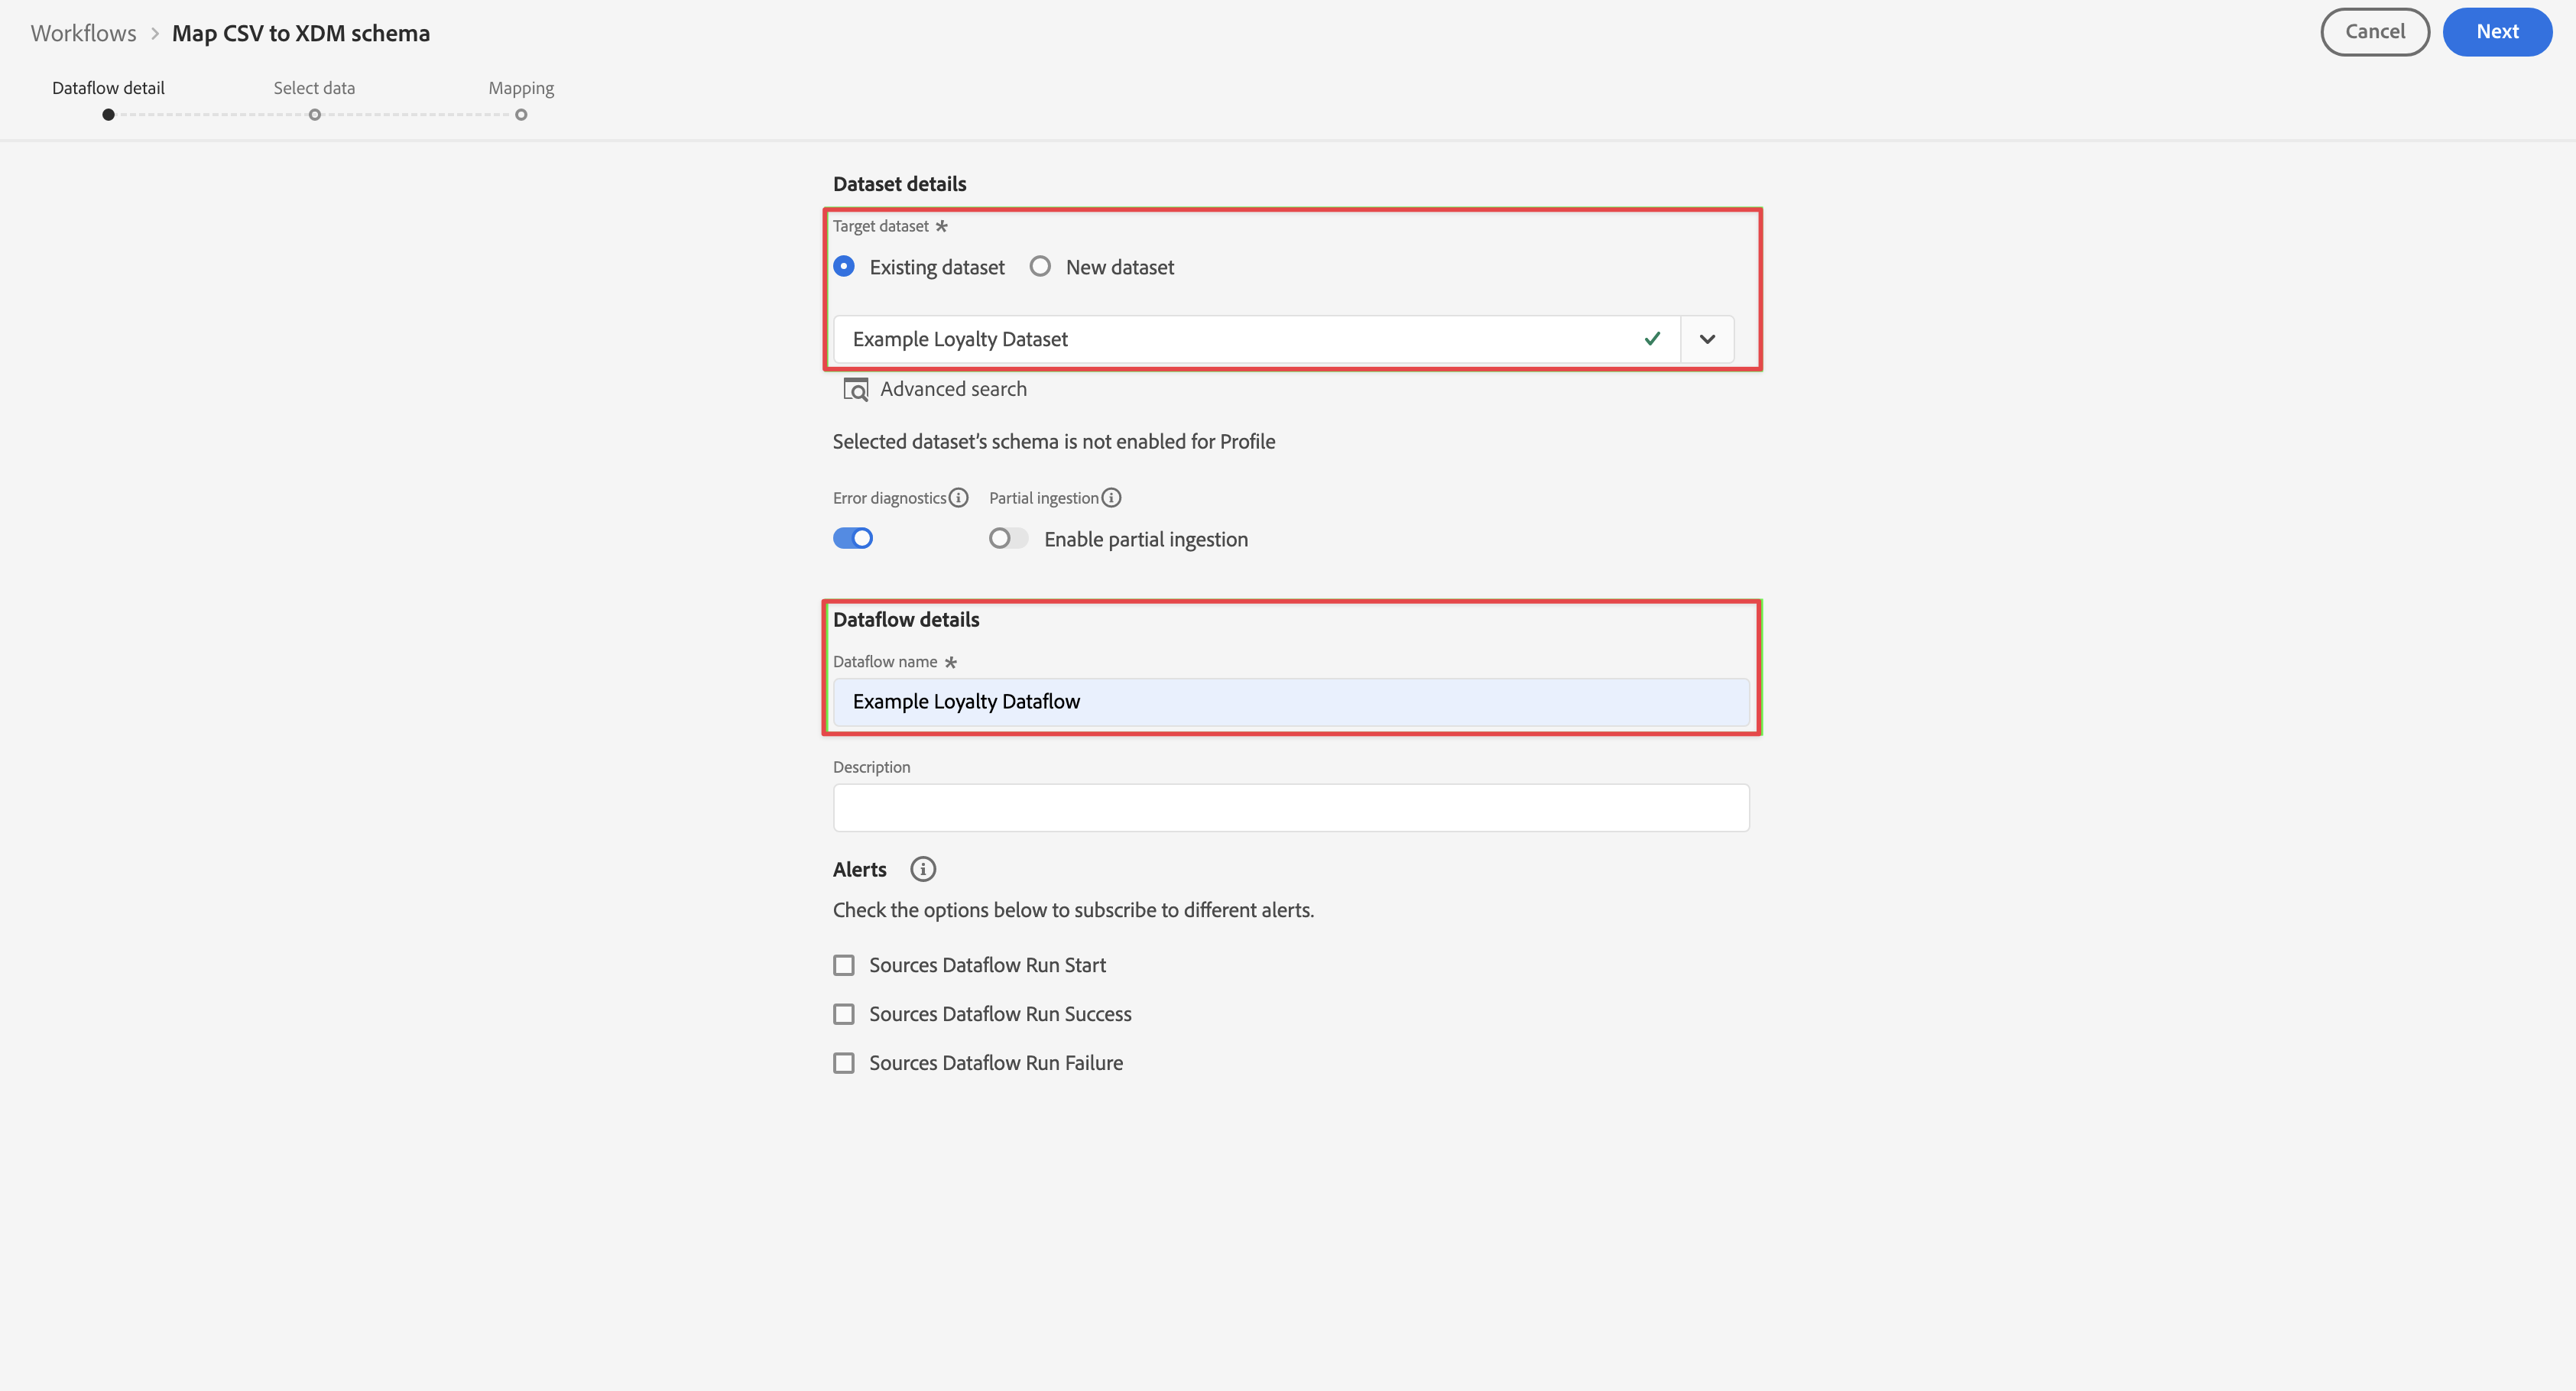 Workflows > Map CSV to XDM schema
Cancel
Next
Dataflow detail
Select data
Mapping
Dataset details
Target dataset *
Existing dataset
New dataset
Example Loyalty Dataset
Advanced search
Selected dataset's schema is not enabled for Profile
Error diagnostics
Partial ingestion
Enable partial ingestion
Dataflow details
Dataflow name *
Example Loyalty Dataflow
Description
Alerts
Check the options below to subscribe to different alerts.
Sources Dataflow Run Start
Sources Dataflow Run Success
Sources Dataflow Run Failure